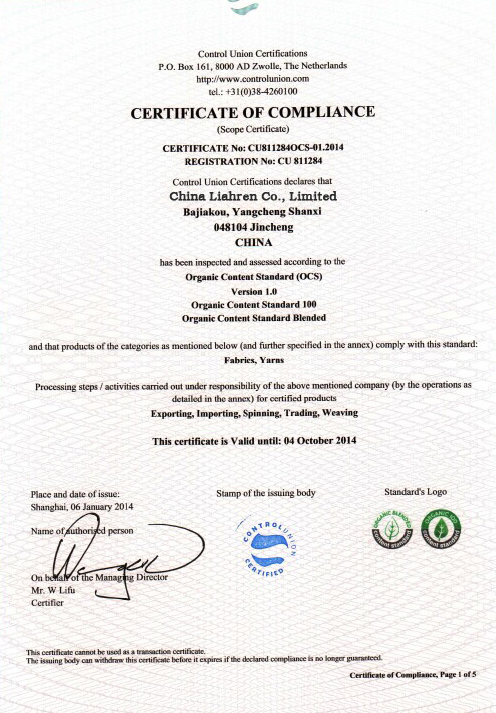 Control Union Certifications
P.O. Box 161, 8000 AD Zwolle, The Netherlands
http://www.controlunion.com
tel.: +31(0)38-4260100
CERTIFICATE OF COMPLIANCE
(Scope Certificate)
CERTIFICATE No: CU811284OCS-01.2014
REGISTRATION No: CU 811284
Control Union Certifications declares that
China Liahren Co., Limited
Bajiakou, Yangcheng Shanxi
048104 Jincheng
CHINA
has been inspected and assessed according to the
Organic Content Standard (OCS)
Version 1.0
Organic Content Standard 100
Organic Content Standard Blended
and that products of the categories as mentioned below (and further specified in the annex) comply with this standard:
Fabrics, Yarns
Processing steps / activities carried out under responsibility of the above mentioned company (by the operations as
detailed in the annex) for certified products
Exporting, Importing, Spinning, Trading, Weaving
This certificate is Valid until: 04 October 2014
Place and date of issue:
Shanghai, 06 January 2014
Stamp of the issuing body
Standard's Logo
Name of authorised person
CONTROLUNION
CERTIFIED
ORGANIC BLENDED
content standard
ORGANIC 100
content standard
On behalf of the Managing Director
Mr. W Lifu
Certifier
This certificate cannot be used as a transaction certificate.
The issuing body can withdraw this certificate before it expires if the declared compliance is no longer guaranteed.
Certificate of Compliance, Page 1 of 5